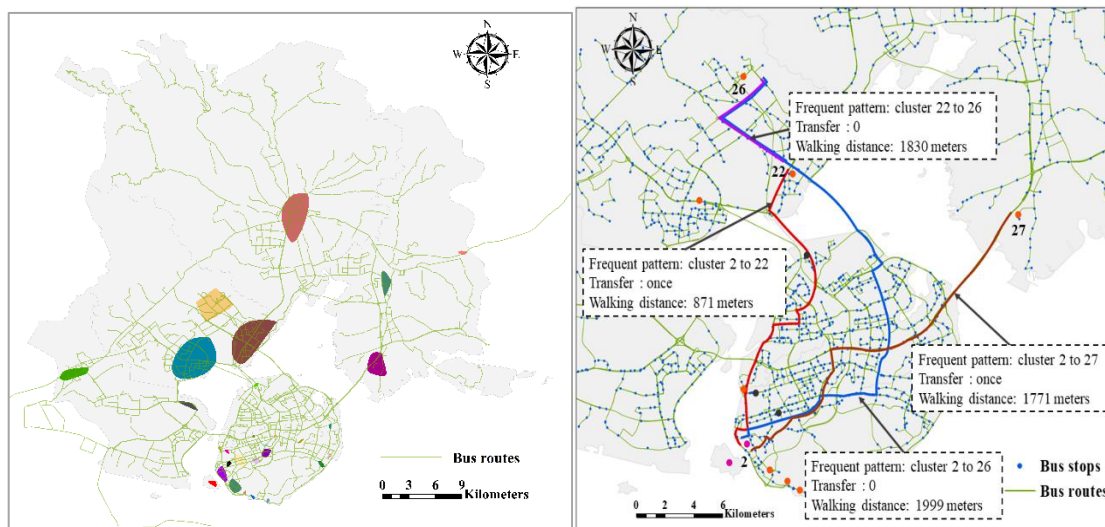 N
W E
S
Bus routes
0 3 6 9
Kilometers
N
W E
S
26
Frequent pattern: cluster 22 to 26
Transfer : 0
Walking distance: 1830 meters
22
27
Frequent pattern: cluster 2 to 22
Transfer : once
Walking distance: 871 meters
Frequent pattern: cluster 2 to 27
Transfer : once
Walking distance: 1771 meters
2
Frequent pattern: cluster 2 to 26
Transfer : 0
Walking distance: 1999 meters
Bus stops
Bus routes
0 2 4 6
Kilometers